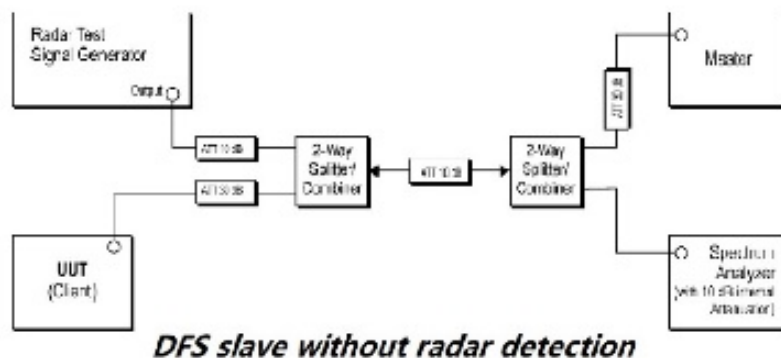 Radar Test
Signal Generator
Output
Master
ATT 10 dB
2-Way
Splitter/
Combiner
ATT 10 dB
2-Way
Splitter/
Combiner
ATT 30 dB
UUT
(Client)
Spectrum
Analyzer
(with 10 dB internal
Attenuation)
DFS slave without radar detection